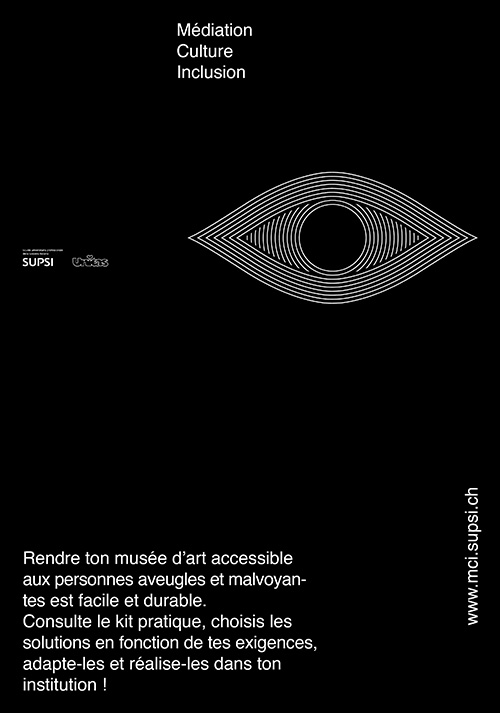 Médiation
Culture
Inclusion
SUPSI
unitas
www.mci.supsi.ch
Rendre ton musée d’art accessible
aux personnes aveugles et malvoyan-
tes est facile et durable.
Consulte le kit pratique, choisis les
solutions en fonction de tes exigences,
adapte-les et réalise-les dans ton
institution !